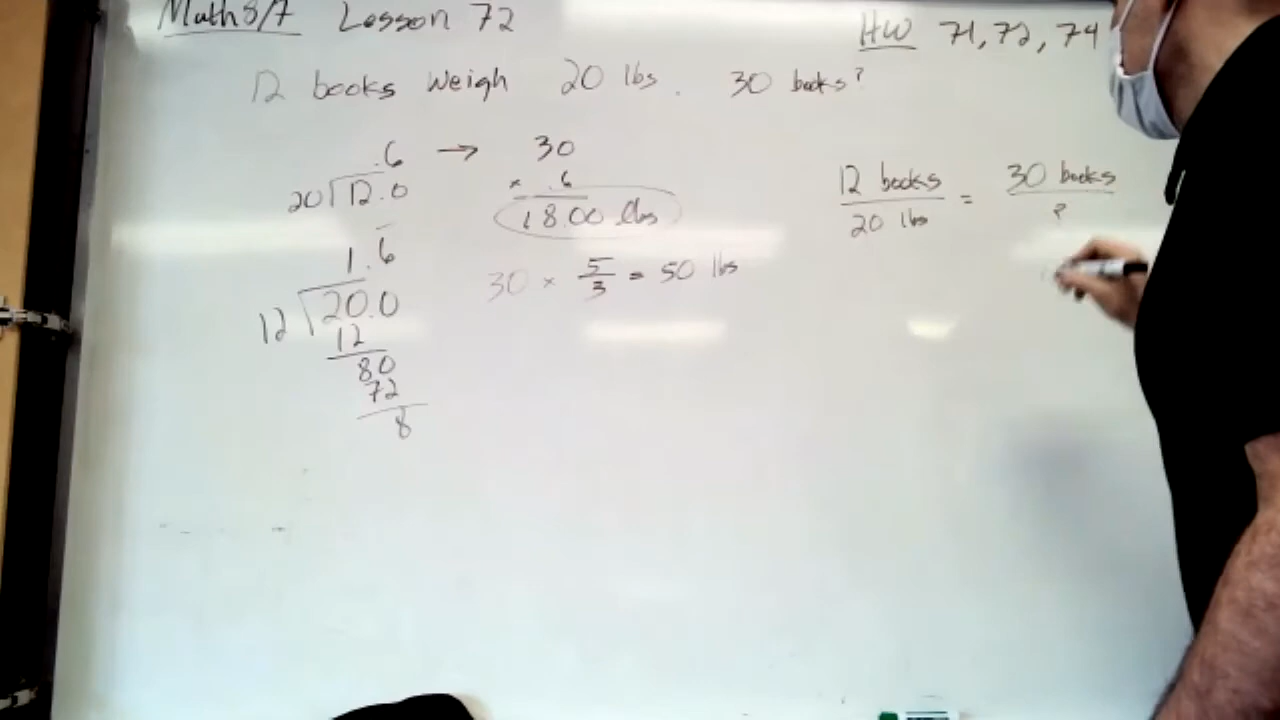 Math 8/7 Lesson 72
HW 71, 72, 74
12 books weigh 20 lbs. 30 books?
.6 → 30
20 12.0
× .6
18.00 lbs
1.6
12 20.0
12
80
72
8
30 × 5/3 = 50 lbs
12 books = 30 books
20 lbs ?